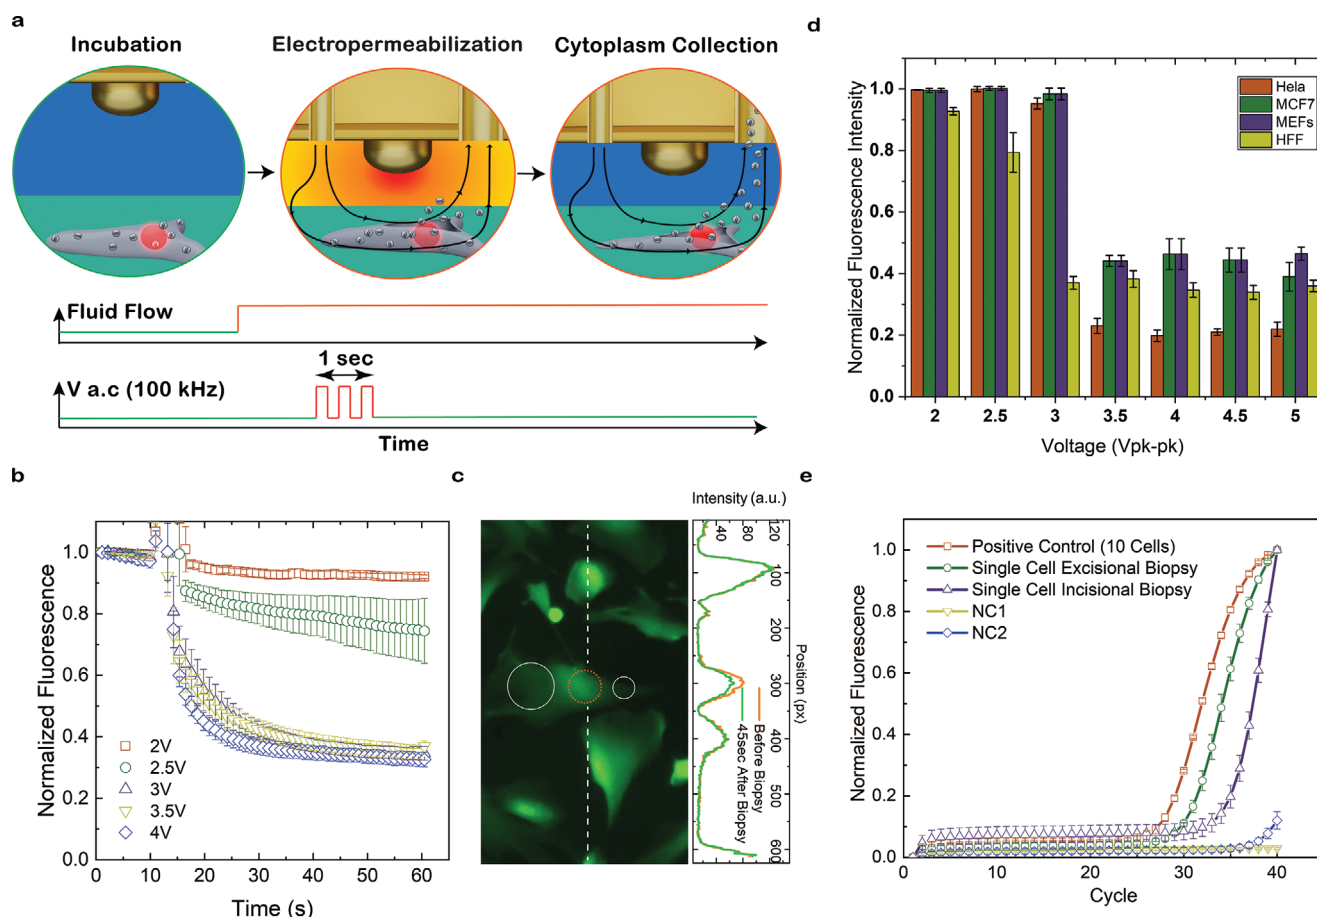 a
Incubation
Electropermeabilization
Cytoplasm Collection
Fluid Flow
1 sec
V a.c (100 kHz)
Time
d
Normalized Fluorescence Intensity
1.0
0.8
0.6
0.4
0.2
0.0
Hela
MCF7
MEFs
HFF
2 2.5 3 3.5 4 4.5 5
Voltage (Vpk-pk)
b
Normalized Fluorescence
1.0
0.8
0.6
0.4
0.2
0.0
2V
2.5V
3V
3.5V
4V
0 10 20 30 40 50 60
Time (s)
c
Intensity (a.u.)
40 80 120
100
200
300
400
500
600
Position (px)
Before Biopsy
45sec After Biopsy
e
Normalized Fluorescence
1.0
0.8
0.6
0.4
0.2
0.0
Positive Control (10 Cells)
Single Cell Excisional Biopsy
Single Cell Incisional Biopsy
NC1
NC2
0 10 20 30 40
Cycle